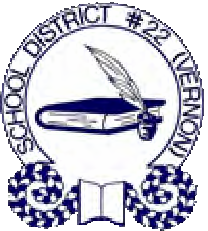 SCHOOL DISTRICT #22 (VERNON)